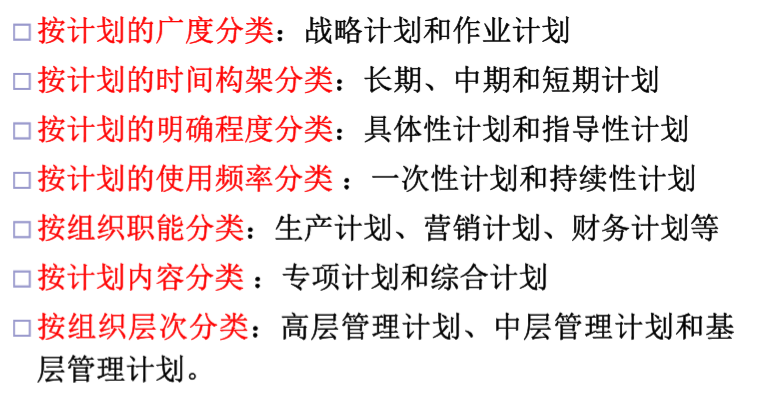 □按计划的广度分类：战略计划和作业计划
□按计划的时间构架分类：长期、中期和短期计划
□按计划的明确程度分类：具体性计划和指导性计划
□按计划的使用频率分类 ：一次性计划和持续性计划
□按组织职能分类：生产计划、营销计划、财务计划等
□按计划内容分类 ：专项计划和综合计划
□按组织层次分类：高层管理计划、中层管理计划和基
层管理计划。